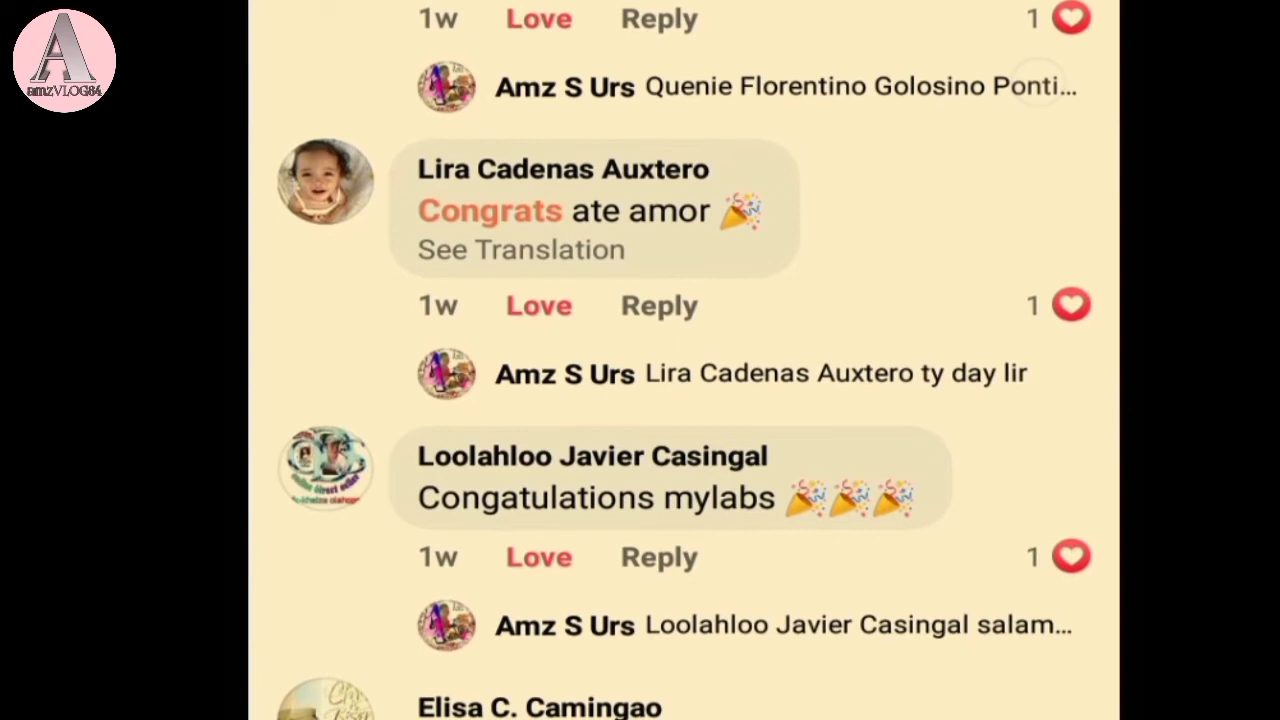 A
amzVLOG84
1w Love Reply 1
Amz S Urs Quenie Florentino Golosino Ponti...
Lira Cadenas Auxtero
Congrats ate amor 🎉
See Translation
1w Love Reply 1
Amz S Urs Lira Cadenas Auxtero ty day lir
Loolahloo Javier Casingal
Congatulations mylabs 🎉🎉🎉
1w Love Reply 1
Amz S Urs Loolahloo Javier Casingal salam...
Elisa C. Camingao